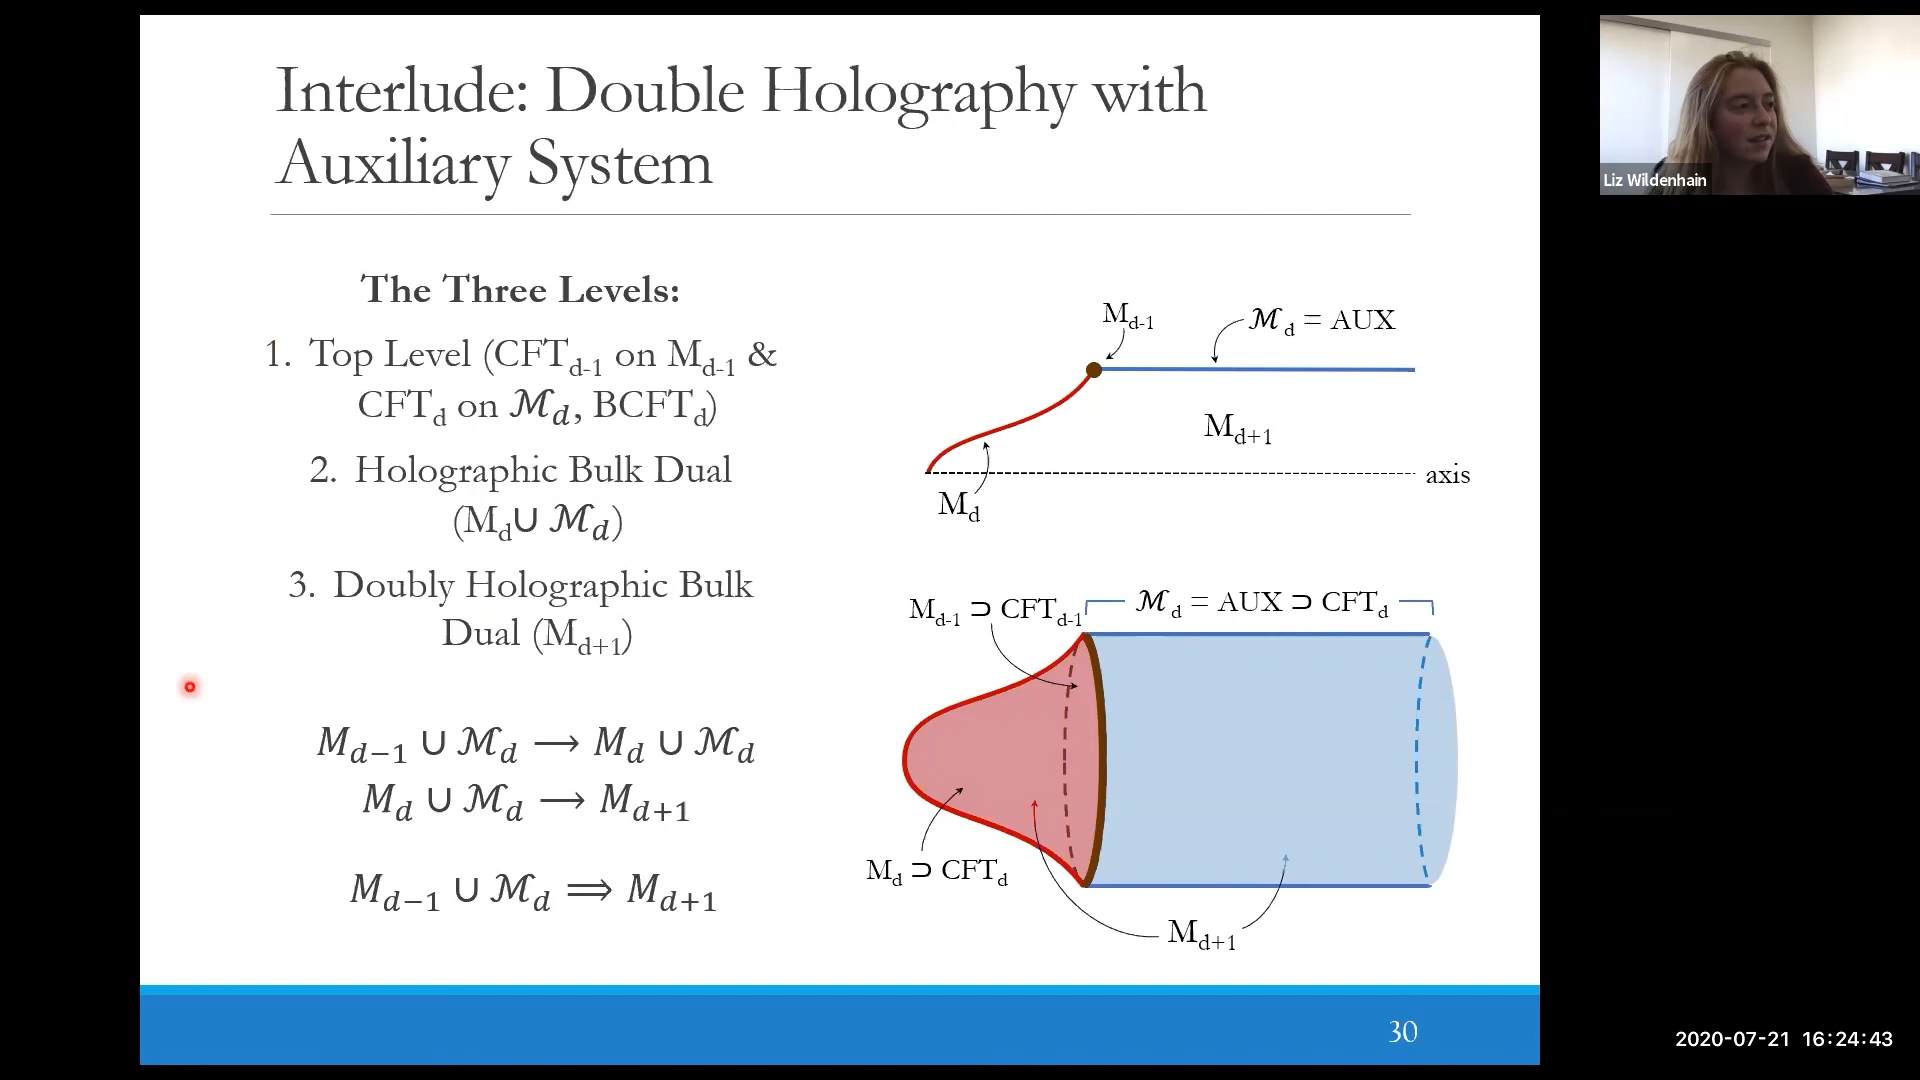 Interlude: Double Holography with
Auxiliary System
The Three Levels:
1. Top Level (CFT_{d-1} on M_{d-1} &
CFT_d on ℳ_d, BCFT_d)
2. Holographic Bulk Dual
(M_d∪ ℳ_d)
3. Doubly Holographic Bulk
Dual (M_{d+1})
M_{d−1} ∪ ℳ_d ⟶ M_d ∪ ℳ_d
M_d ∪ ℳ_d ⟶ M_{d+1}
M_{d−1} ∪ ℳ_d ⟹ M_{d+1}
M_{d-1}
ℳ_d = AUX
M_{d+1}
axis
M_d
M_{d-1} ⊃ CFT_{d-1}
ℳ_d = AUX ⊃ CFT_d
M_d ⊃ CFT_d
M_{d+1}
30
Liz Wildenhain
2020-07-21 16:24:43